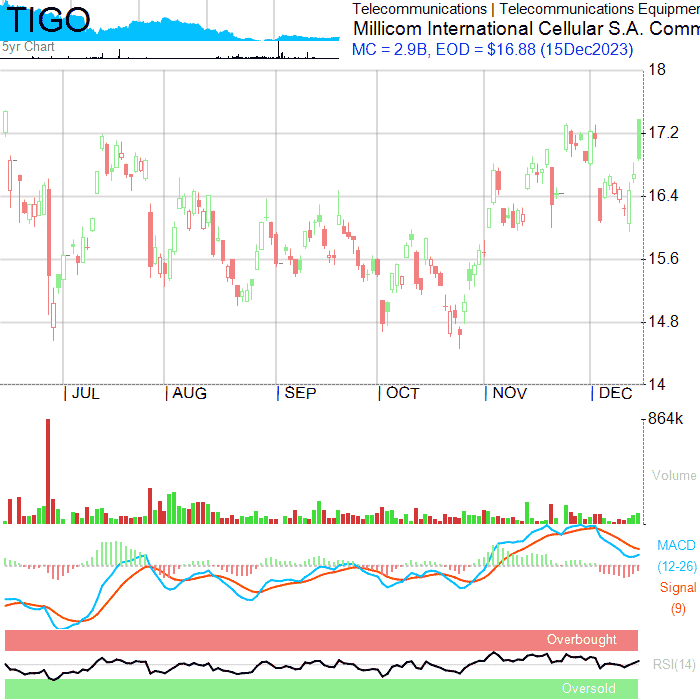 TIGO
5yr Chart
Telecommunications | Telecommunications Equipmen
Millicom International Cellular S.A. Comm
MC = 2.9B, EOD = $16.88 (15Dec2023)
18
17.2
16.4
15.6
14.8
14
JUL
AUG
SEP
OCT
NOV
DEC
864k
Volume
MACD
(12-26)
Signal
(9)
Overbought
RSI(14)
Oversold